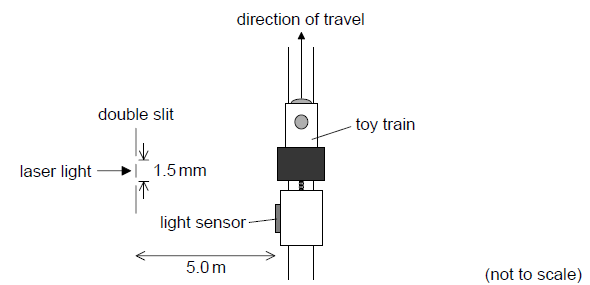 direction of travel
double slit
toy train
laser light
1.5 mm
light sensor
5.0 m
(not to scale)